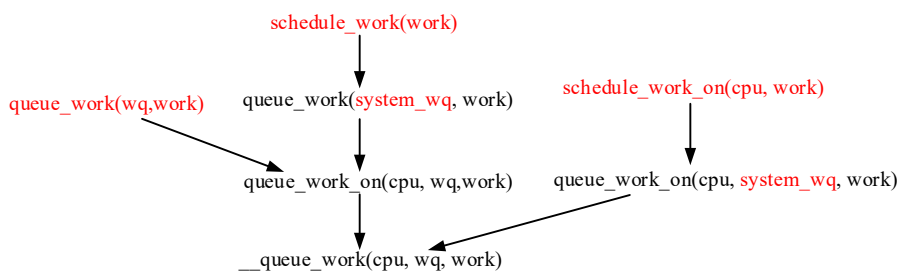 schedule_work(work)
queue_work(wq,work)
queue_work(system_wq, work)
schedule_work_on(cpu, work)
queue_work_on(cpu, wq,work)
queue_work_on(cpu, system_wq, work)
__queue_work(cpu, wq, work)